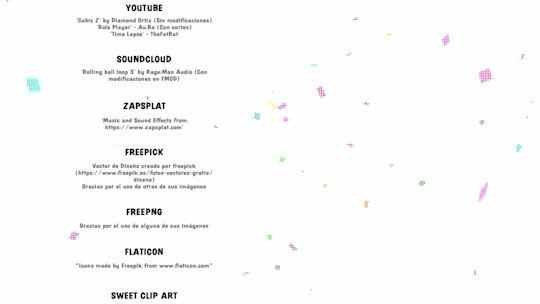 YOUTUBE
'Cubic Z' by Diamond Ortiz (Sin modificaciones)
'Role Player' - Au.Ra (Con cortes)
'Time Lapse' - TheFatRat
SOUNDCLOUD
'Rolling ball loop 3' by Rage:Man Audio (Con
modificaciones en FMOD)
ZAPSPLAT
'Music and Sound Effects from
https://www.zapsplat.com'
FREEPICK
Vector de Diseño creado por freepick
(https://www.freepik.es/fotos-vectores-gratis/
diseno)
Gracias por el uso de otras de sus imágenes
FREEPNG
Gracias por el uso de alguna de sus imágenes
FLATICON
"Icons made by Freepik from www.flaticon.com"
SWEET CLIP ART